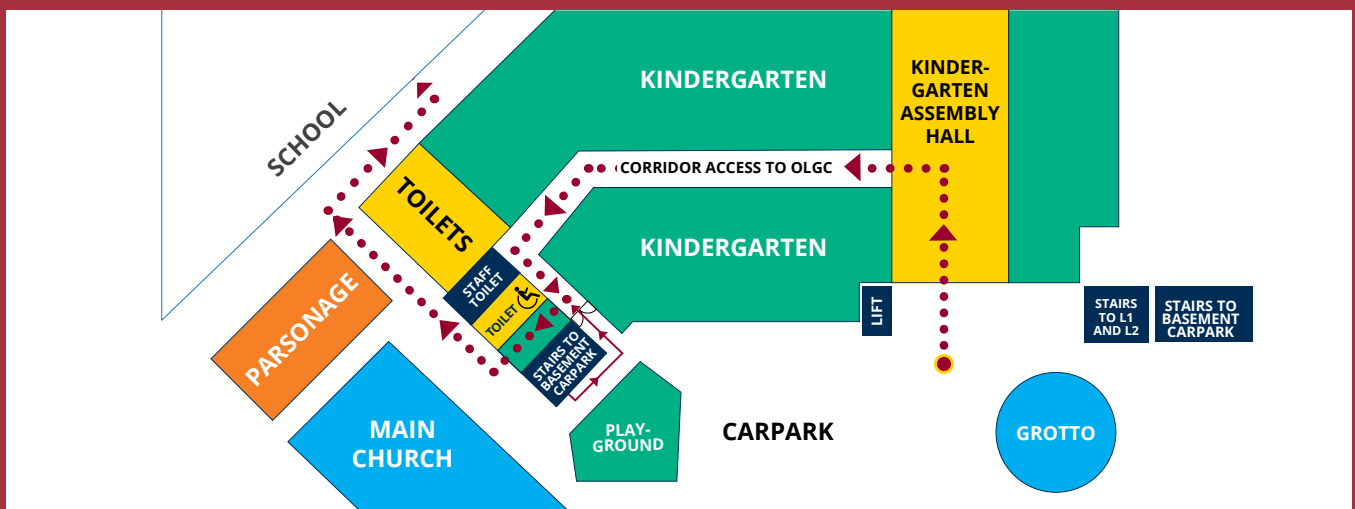 KINDERGARTEN
KINDER-
GARTEN
ASSEMBLY
HALL
SCHOOL
CORRIDOR ACCESS TO OLGC
TOILETS
KINDERGARTEN
STAFF
TOILET
TOILET
PARSONAGE
LIFT
STAIRS
TO L1
AND L2
STAIRS TO
BASEMENT
CARPARK
STAIRS TO
BASEMENT
CARPARK
MAIN
CHURCH
PLAY-
GROUND
CARPARK
GROTTO